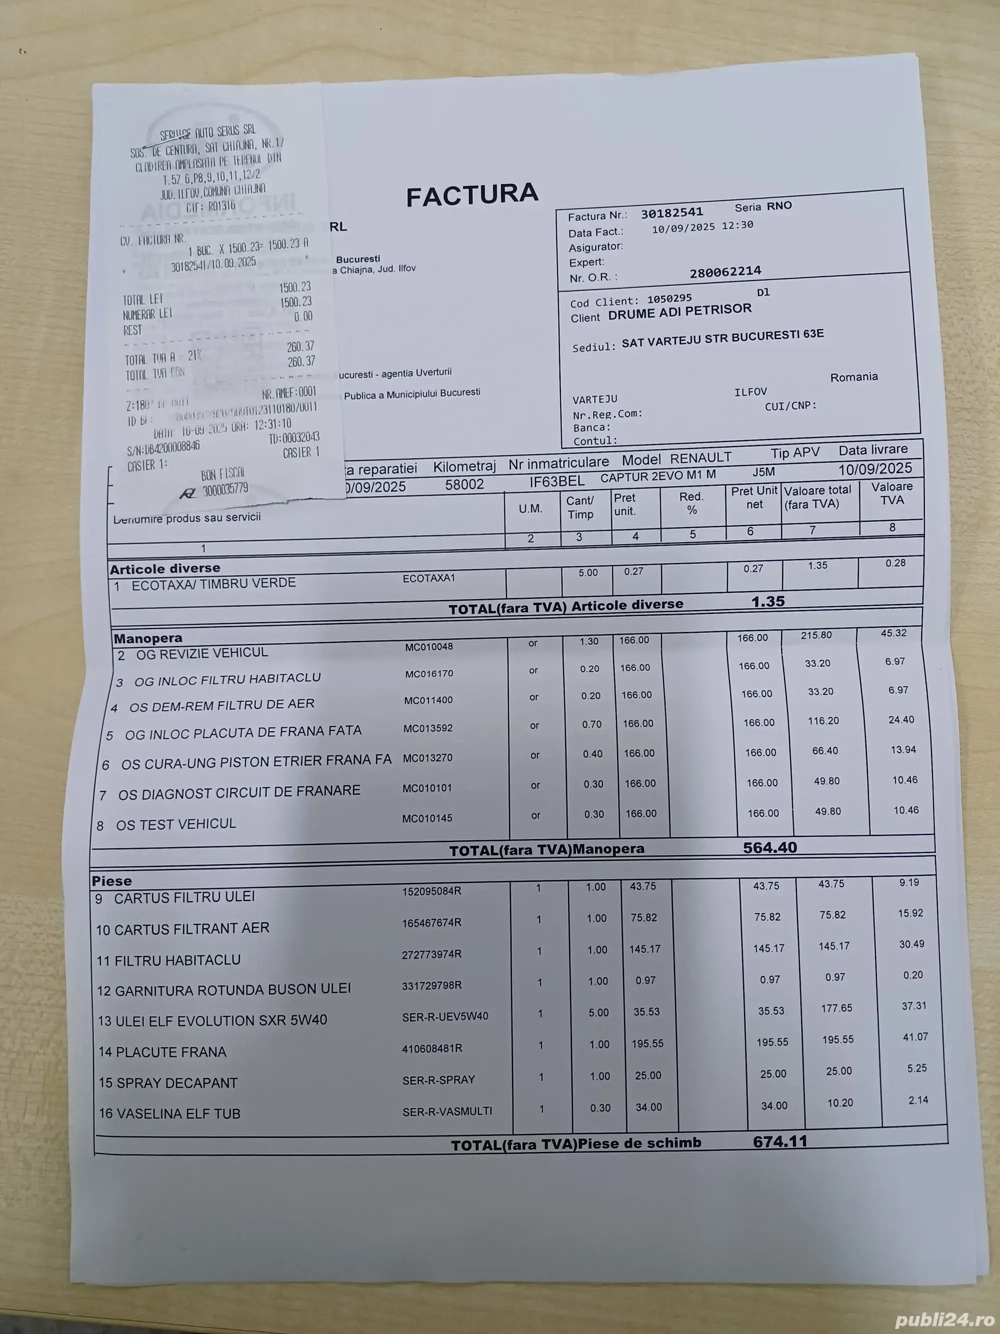 SERVICE AUTO SERUS SRL
SOS. DE CENTURA, SAT CHIAJNA, NR.17
CLADIREA AMPLASATA PE TERENUL DIN
T.57 6,P8,9,10,11,12/2
JUD. ILFOV,COMUNA CHIAJNA
CIF: RO1316
CV. FACTURA NR.
1 BUC. X 1500.23= 1500.23 A
30182541/10.09.2025
TOTAL LEI 1500.23
NUMERAR LEI 1500.23
REST 0.00
TOTAL TVA A - 21% 260.37
TOTAL TVA BON 260.37
NR.AMEF:0001
DATA: 10-09-2025 ORA: 12:31:10
S/N:DB4200008846 TD:00032043
CASIER 1: CASIER 1
BON FISCAL
3000035779
FACTURA
RL
Bucuresti
a Chiajna, Jud. Ilfov
ucuresti - agentia Uverturii
Publica a Municipiului Bucuresti
Factura Nr.: 30182541 Seria RNO
Data Fact.: 10/09/2025 12:30
Asigurator:
Expert:
Nr. O.R. : 280062214
Cod Client: 1050295 D1
Client DRUME ADI PETRISOR
Sediul: SAT VARTEJU STR BUCURESTI 63E
Romania
VARTEJU ILFOV
Nr.Reg.Com: CUI/CNP:
Banca:
Contul:
ta reparatiei Kilometraj Nr inmatriculare Model RENAULT Tip APV Data livrare
0/09/2025 58002 IF63BEL CAPTUR 2EVO M1 M J5M 10/09/2025
Denumire produs sau servicii U.M. Cant/ Timp Pret unit. Red. % Pret Unit net Valoare total (fara TVA) Valoare TVA
1 2 3 4 5 6 7 8
Articole diverse
1 ECOTAXA/ TIMBRU VERDE ECOTAXA1 5.00 0.27 0.27 1.35 0.28
TOTAL(fara TVA) Articole diverse 1.35
Manopera
2 OG REVIZIE VEHICUL MC010048 or 1.30 166.00 166.00 215.80 45.32
3 OG INLOC FILTRU HABITACLU MC016170 or 0.20 166.00 166.00 33.20 6.97
4 OS DEM-REM FILTRU DE AER MC011400 or 0.20 166.00 166.00 33.20 6.97
5 OG INLOC PLACUTA DE FRANA FATA MC013592 or 0.70 166.00 166.00 116.20 24.40
6 OS CURA-UNG PISTON ETRIER FRANA FA MC013270 or 0.40 166.00 166.00 66.40 13.94
7 OS DIAGNOST CIRCUIT DE FRANARE MC010101 or 0.30 166.00 166.00 49.80 10.46
8 OS TEST VEHICUL MC010145 or 0.30 166.00 166.00 49.80 10.46
TOTAL(fara TVA)Manopera 564.40
Piese
9 CARTUS FILTRU ULEI 152095084R 1 1.00 43.75 43.75 43.75 9.19
10 CARTUS FILTRANT AER 165467674R 1 1.00 75.82 75.82 75.82 15.92
11 FILTRU HABITACLU 272773974R 1 1.00 145.17 145.17 145.17 30.49
12 GARNITURA ROTUNDA BUSON ULEI 331729798R 1 1.00 0.97 0.97 0.97 0.20
13 ULEI ELF EVOLUTION SXR 5W40 SER-R-UEV5W40 1 5.00 35.53 35.53 177.65 37.31
14 PLACUTE FRANA 410608481R 1 1.00 195.55 195.55 195.55 41.07
15 SPRAY DECAPANT SER-R-SPRAY 1 1.00 25.00 25.00 25.00 5.25
16 VASELINA ELF TUB SER-R-VASMULTI 1 0.30 34.00 34.00 10.20 2.14
TOTAL(fara TVA)Piese de schimb 674.11
publi24.ro